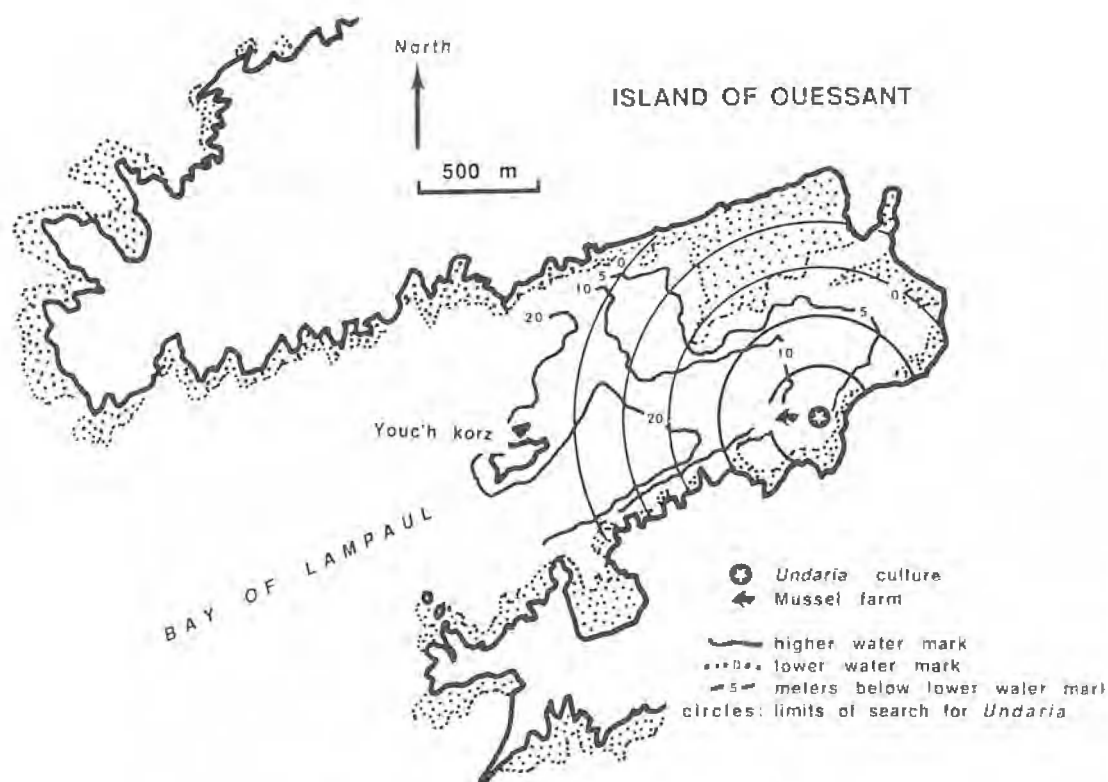 North
ISLAND OF OUESSANT
500 m
0
5
10
20
0
5
10
20
Youc'h korz
BAY OF LAMPAUL
Undaria culture
Mussel farm
higher water mark
0 lower water mark
5 meters below lower water mark
circles: limits of search for Undaria